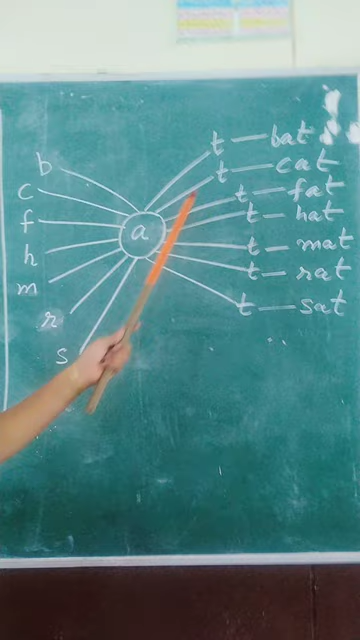 b
c
f
h
m
r
s
a
t — bat
t — cat
t — fat
t — hat
t — mat
t — rat
t — sat